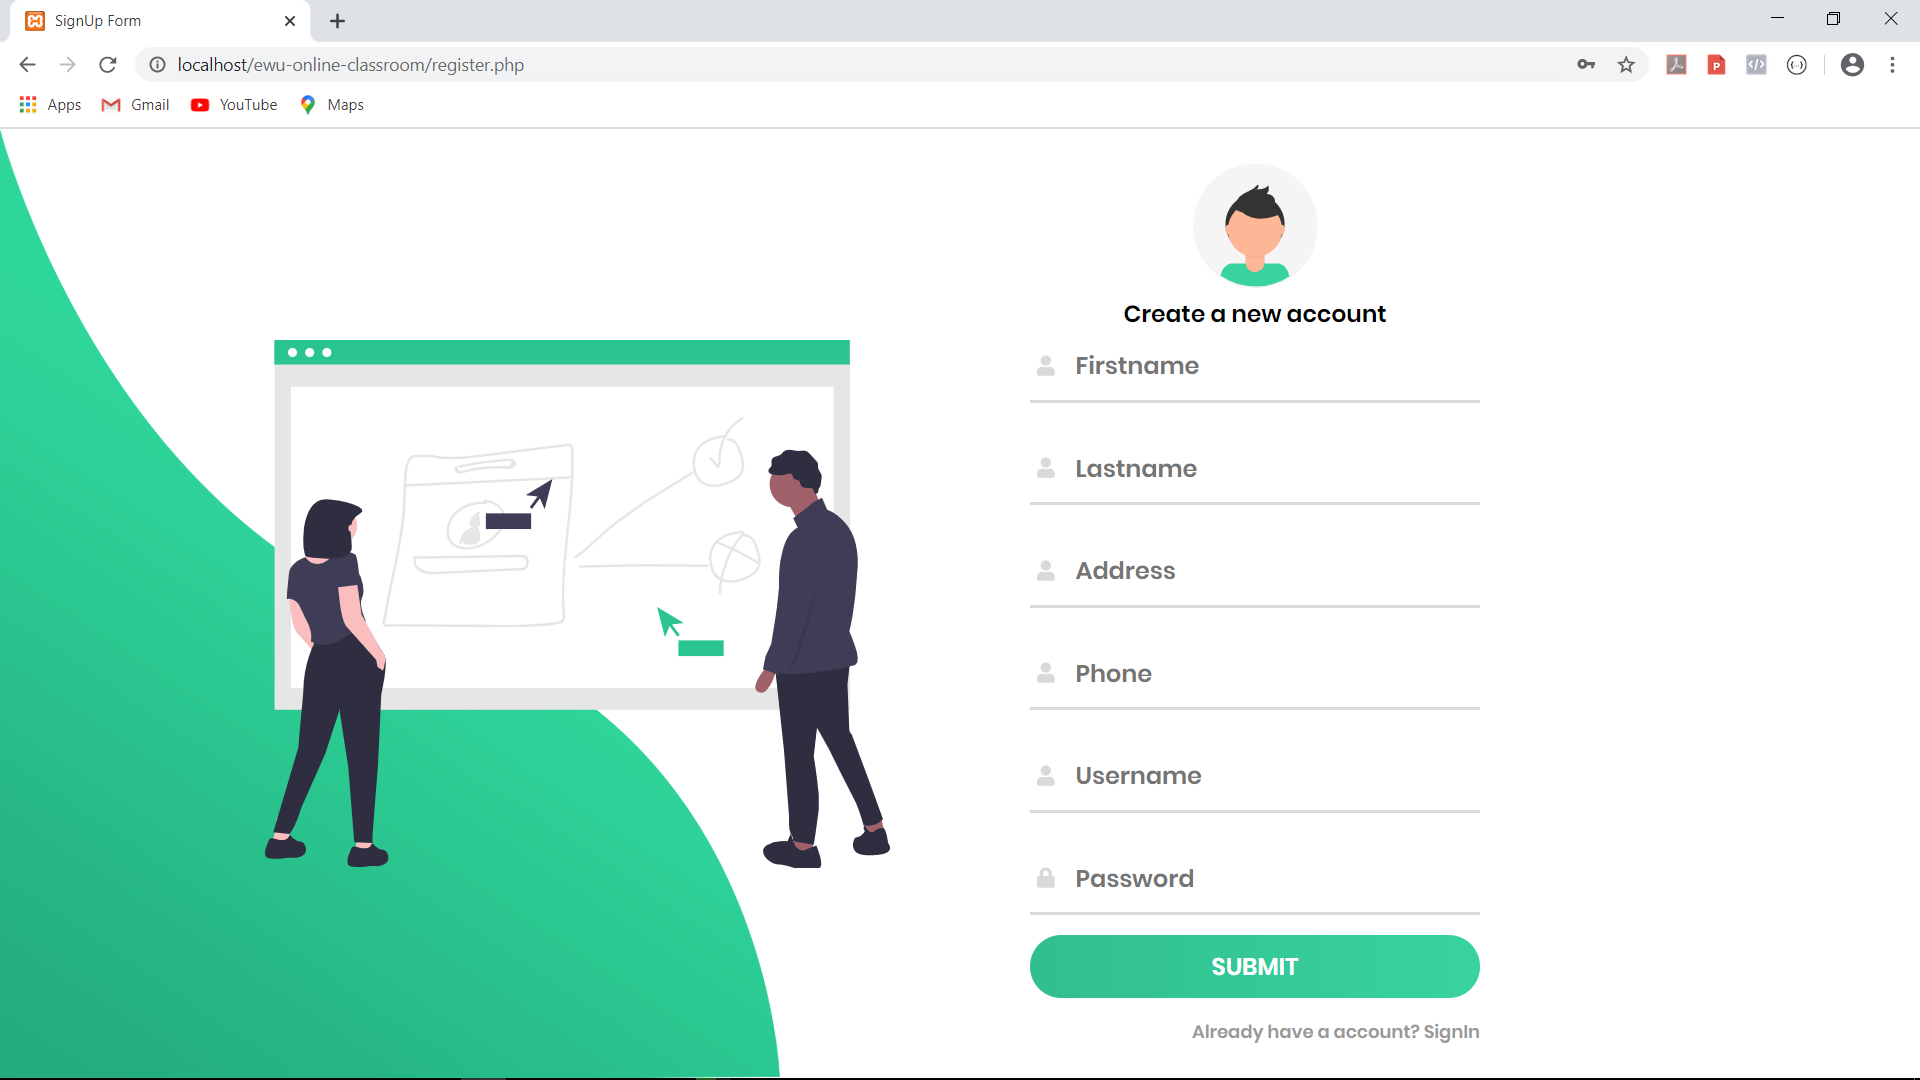 SignUp Form
localhost/ewu-online-classroom/register.php
Apps Gmail YouTube Maps
Create a new account
Firstname
Lastname
Address
Phone
Username
Password
SUBMIT
Already have a account? SignIn